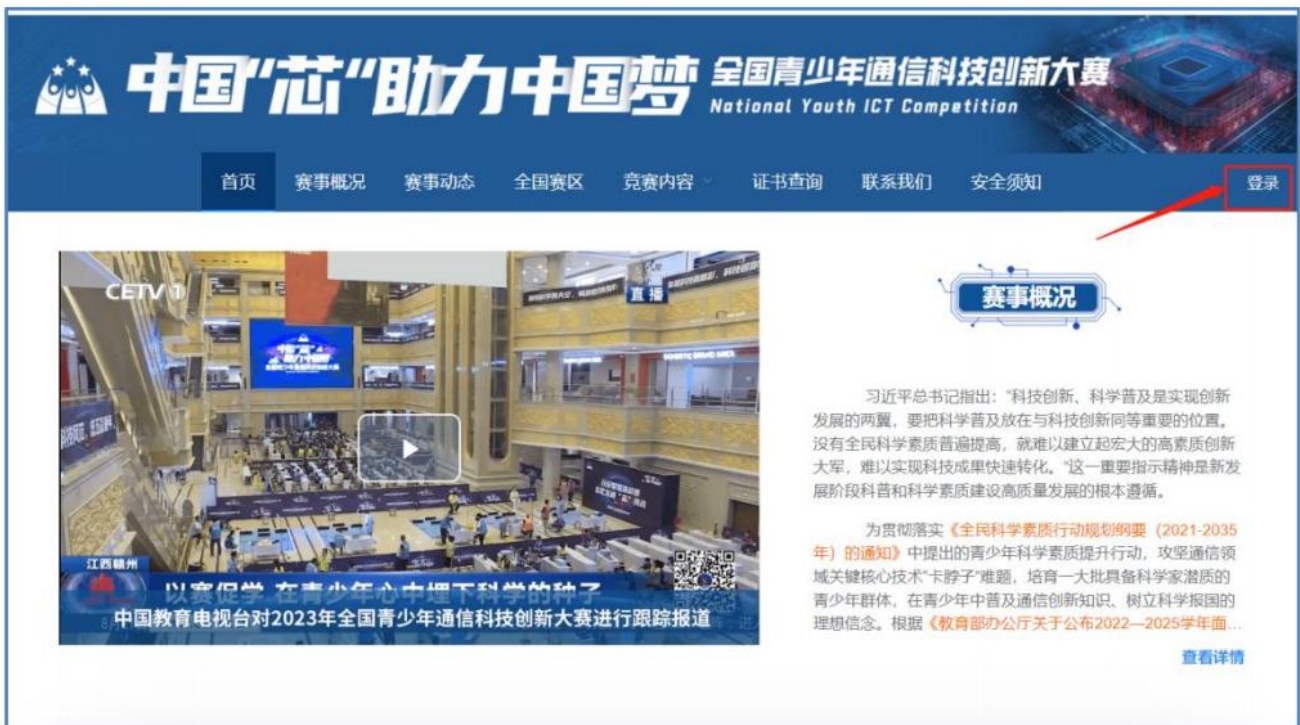 中国“芯“助力中国梦
全国青少年通信科技创新大赛
National Youth ICT Competition
首页 赛事概况 赛事动态 全国赛区 竞赛内容 证书查询 联系我们 安全须知 登录
CETV 1
直播
中国“芯”
助力中国梦
江西赣州
以赛促学 在青少年心中埋下科学的种子
中国教育电视台对2023年全国青少年通信科技创新大赛进行跟踪报道
赛事概况
习近平总书记指出：“科技创新、科学普及是实现创新
发展的两翼，要把科学普及放在与科技创新同等重要的位置。
没有全民科学素质普遍提高，就难以建立起宏大的高素质创新
大军，难以实现科技成果快速转化。“这一重要指示精神是新发
展阶段科普和科学素质建设高质量发展的根本遵循。
为贯彻落实《全民科学素质行动规划纲要（2021-2035
年）的通知》中提出的青少年科学素质提升行动，攻坚通信领
域关键核心技术“卡脖子”难题，培育一大批具备科学家潜质的
青少年群体，在青少年中普及通信创新知识、树立科学报国的
理想信念。根据《教育部办公厅关于公布2022—2025学年面...
查看详情